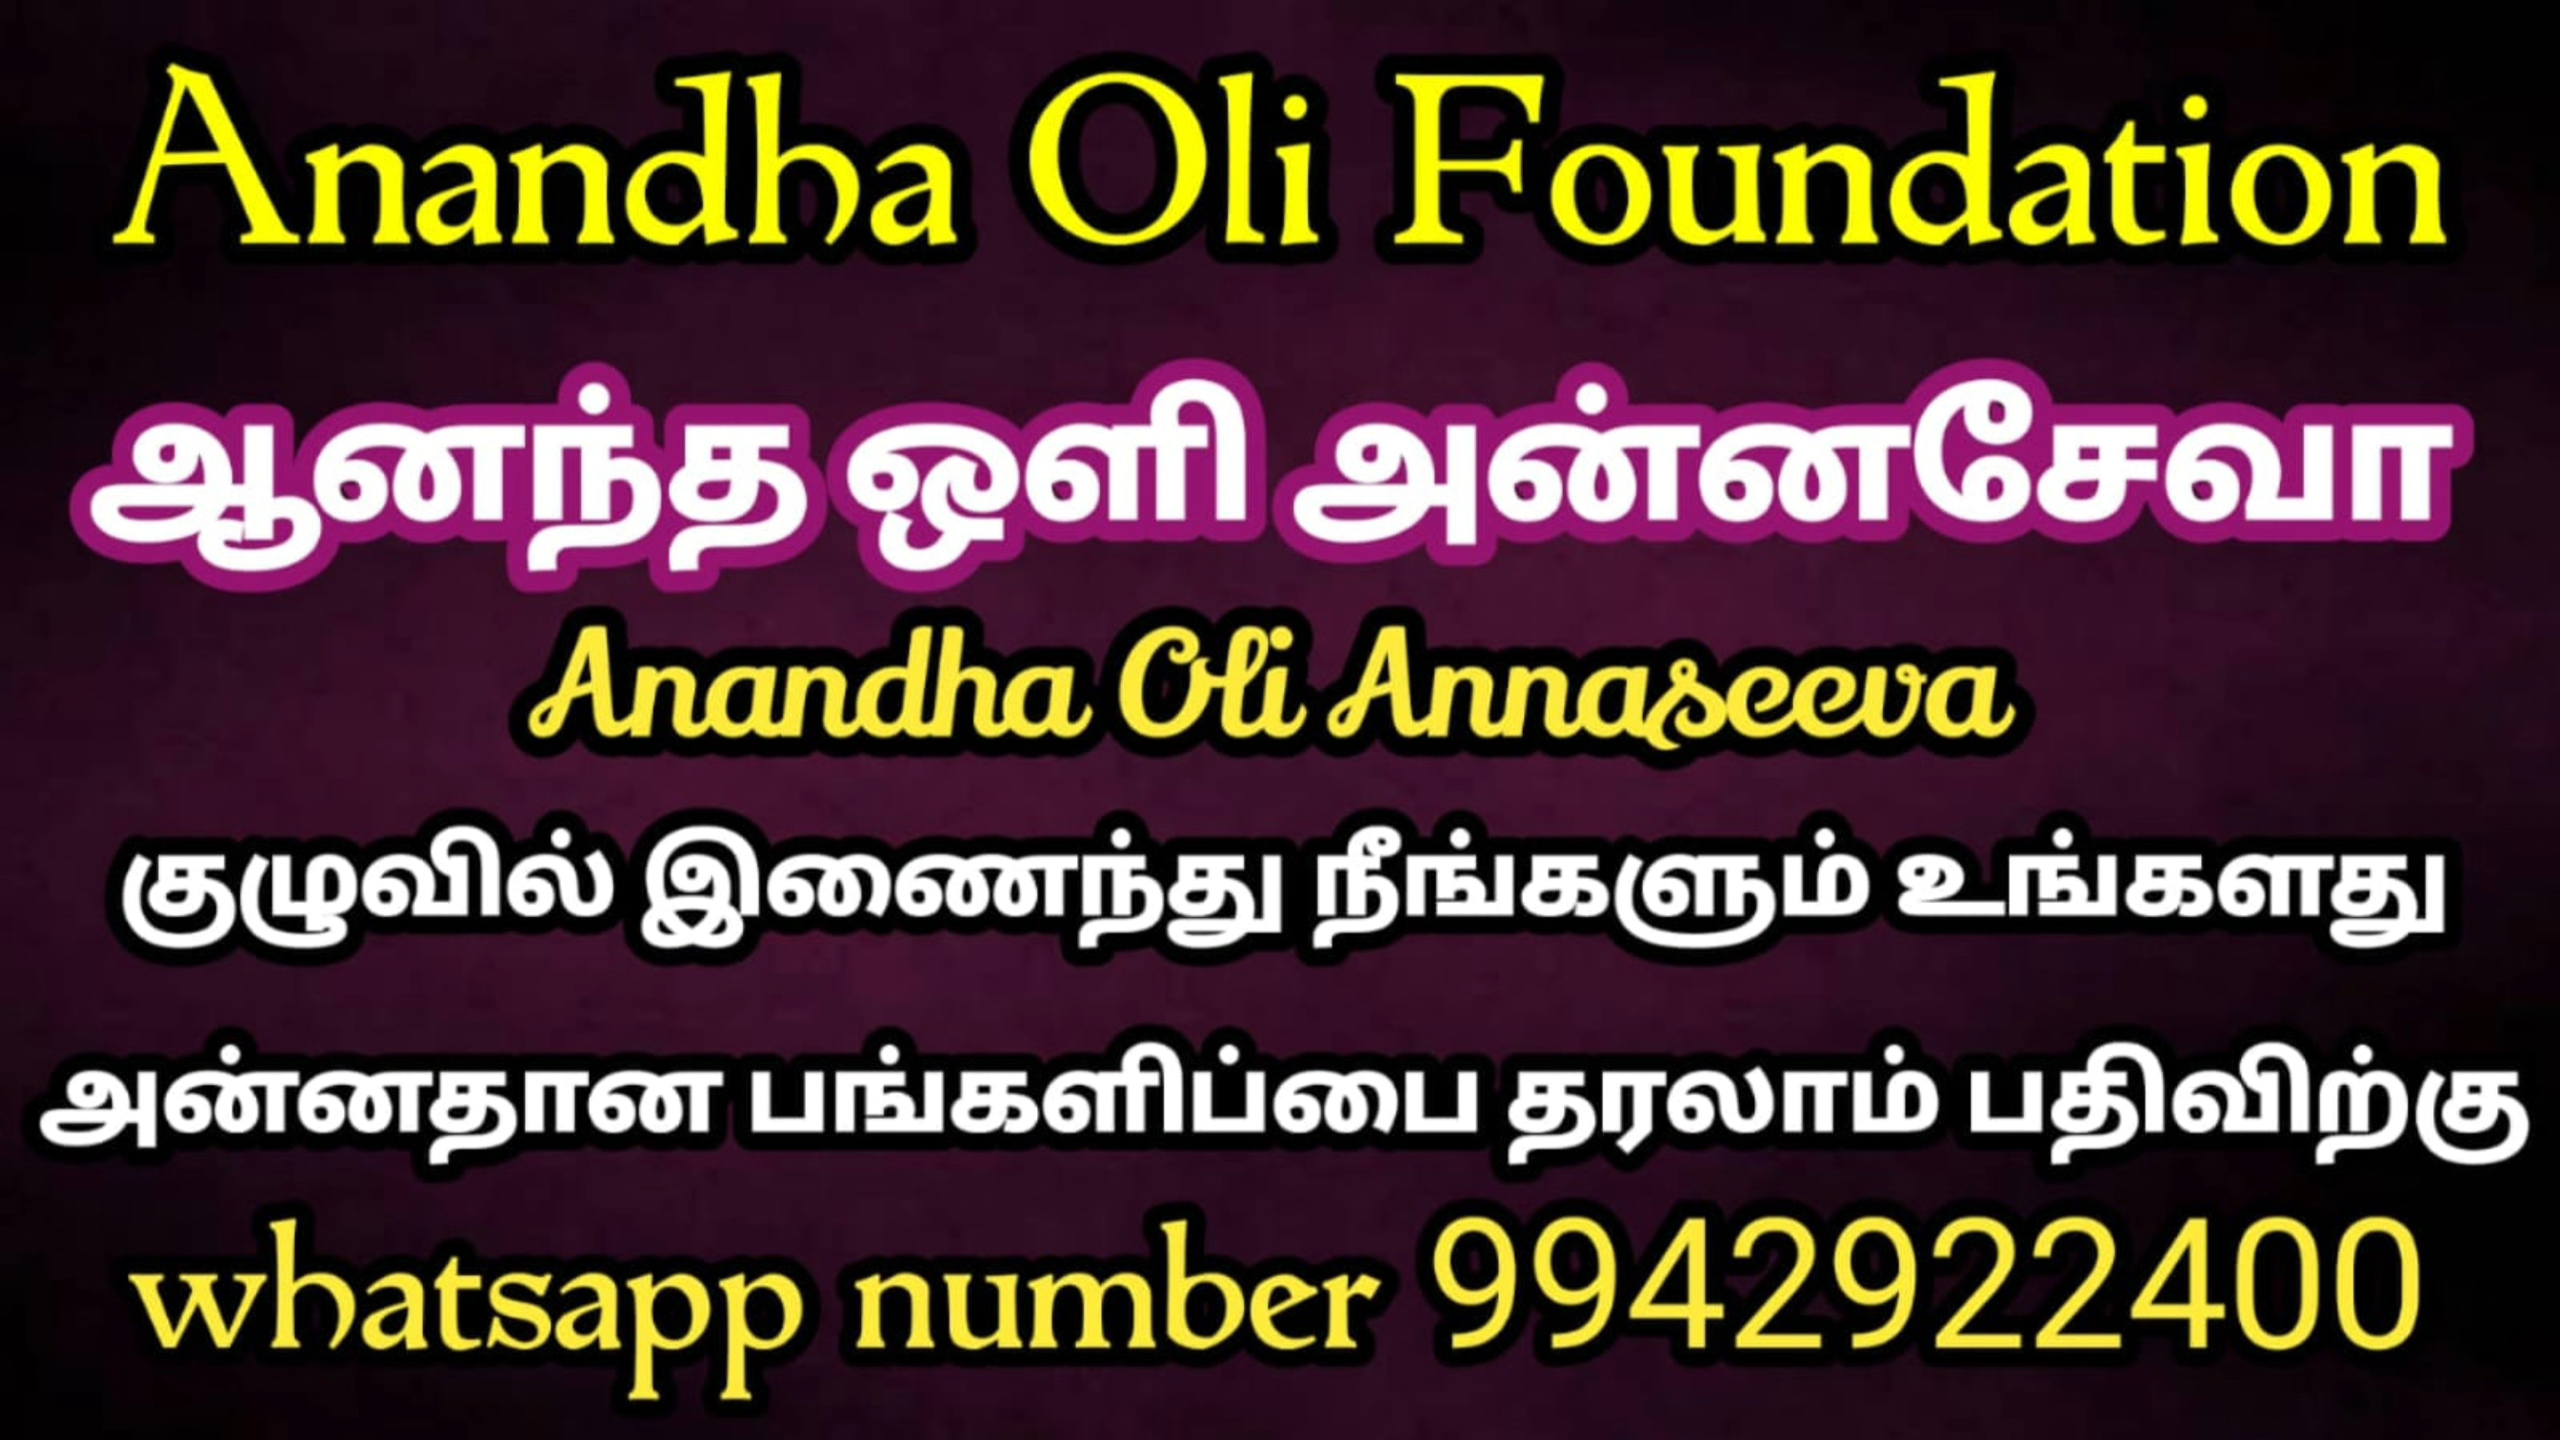 Anandha Oli Foundation
ஆனந்த ஒளி அன்னசேவா
Anandha Oli Annaseeva
குழுவில் இணைந்து நீங்களும் உங்களது
அன்னதான பங்களிப்பை தரலாம் பதிவிற்கு
whatsapp number 9942922400